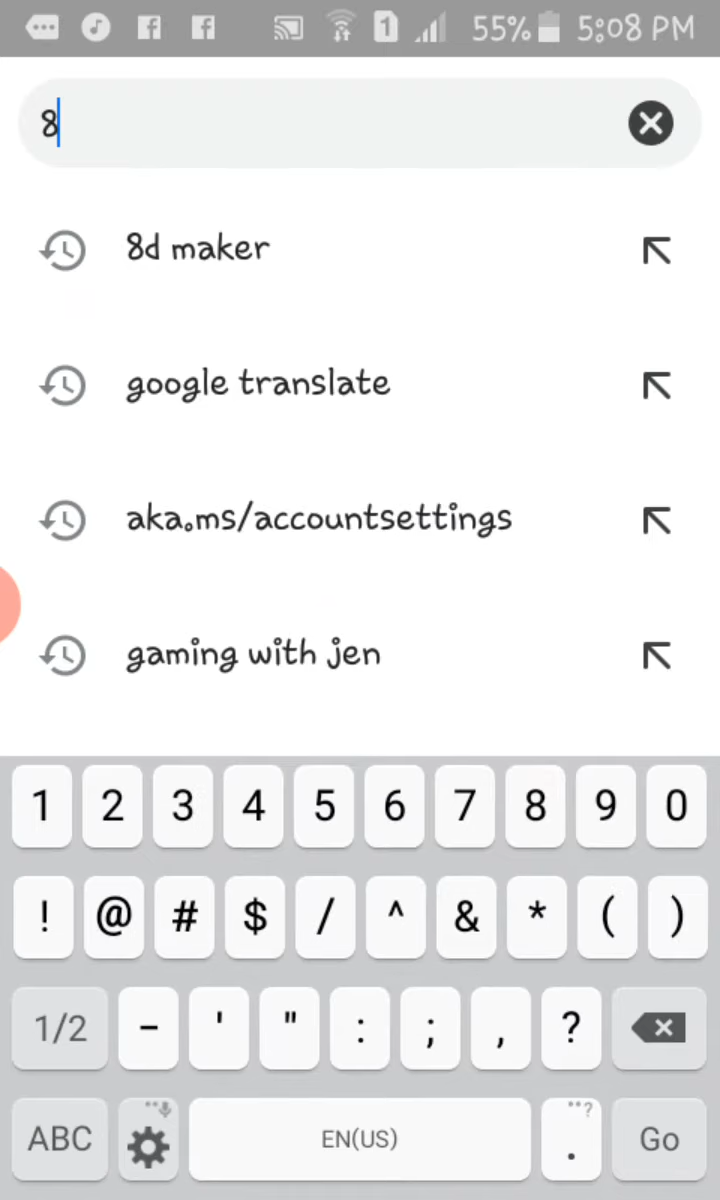 55% 5:08 PM
8
8d maker
google translate
aka.ms/accountsettings
gaming with jen
1 2 3 4 5 6 7 8 9 0
! @ # $ / ^ & * ( )
1/2 - ' " : ; , ?
ABC EN(US) . Go